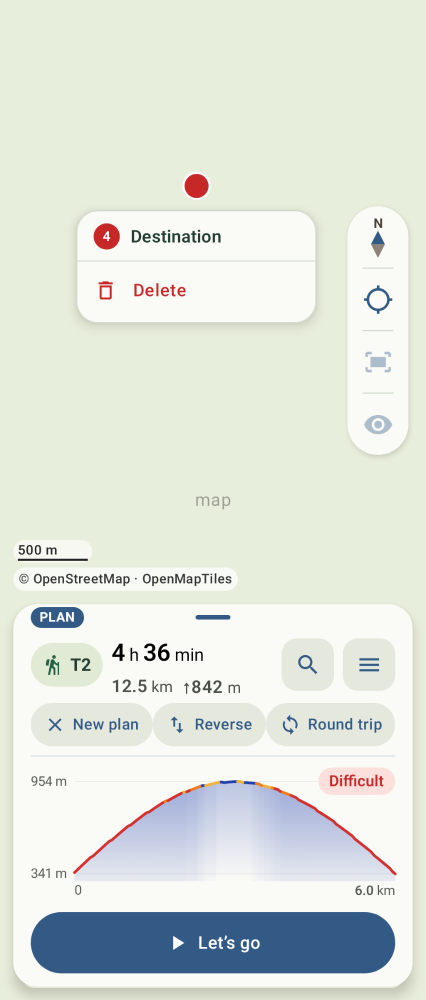 4 Destination
Delete
N
map
500 m
© OpenStreetMap · OpenMapTiles
PLAN
T2
4 h 36 min
12.5 km ↑842 m
New plan
Reverse
Round trip
954 m
Difficult
341 m
0
6.0 km
Let’s go